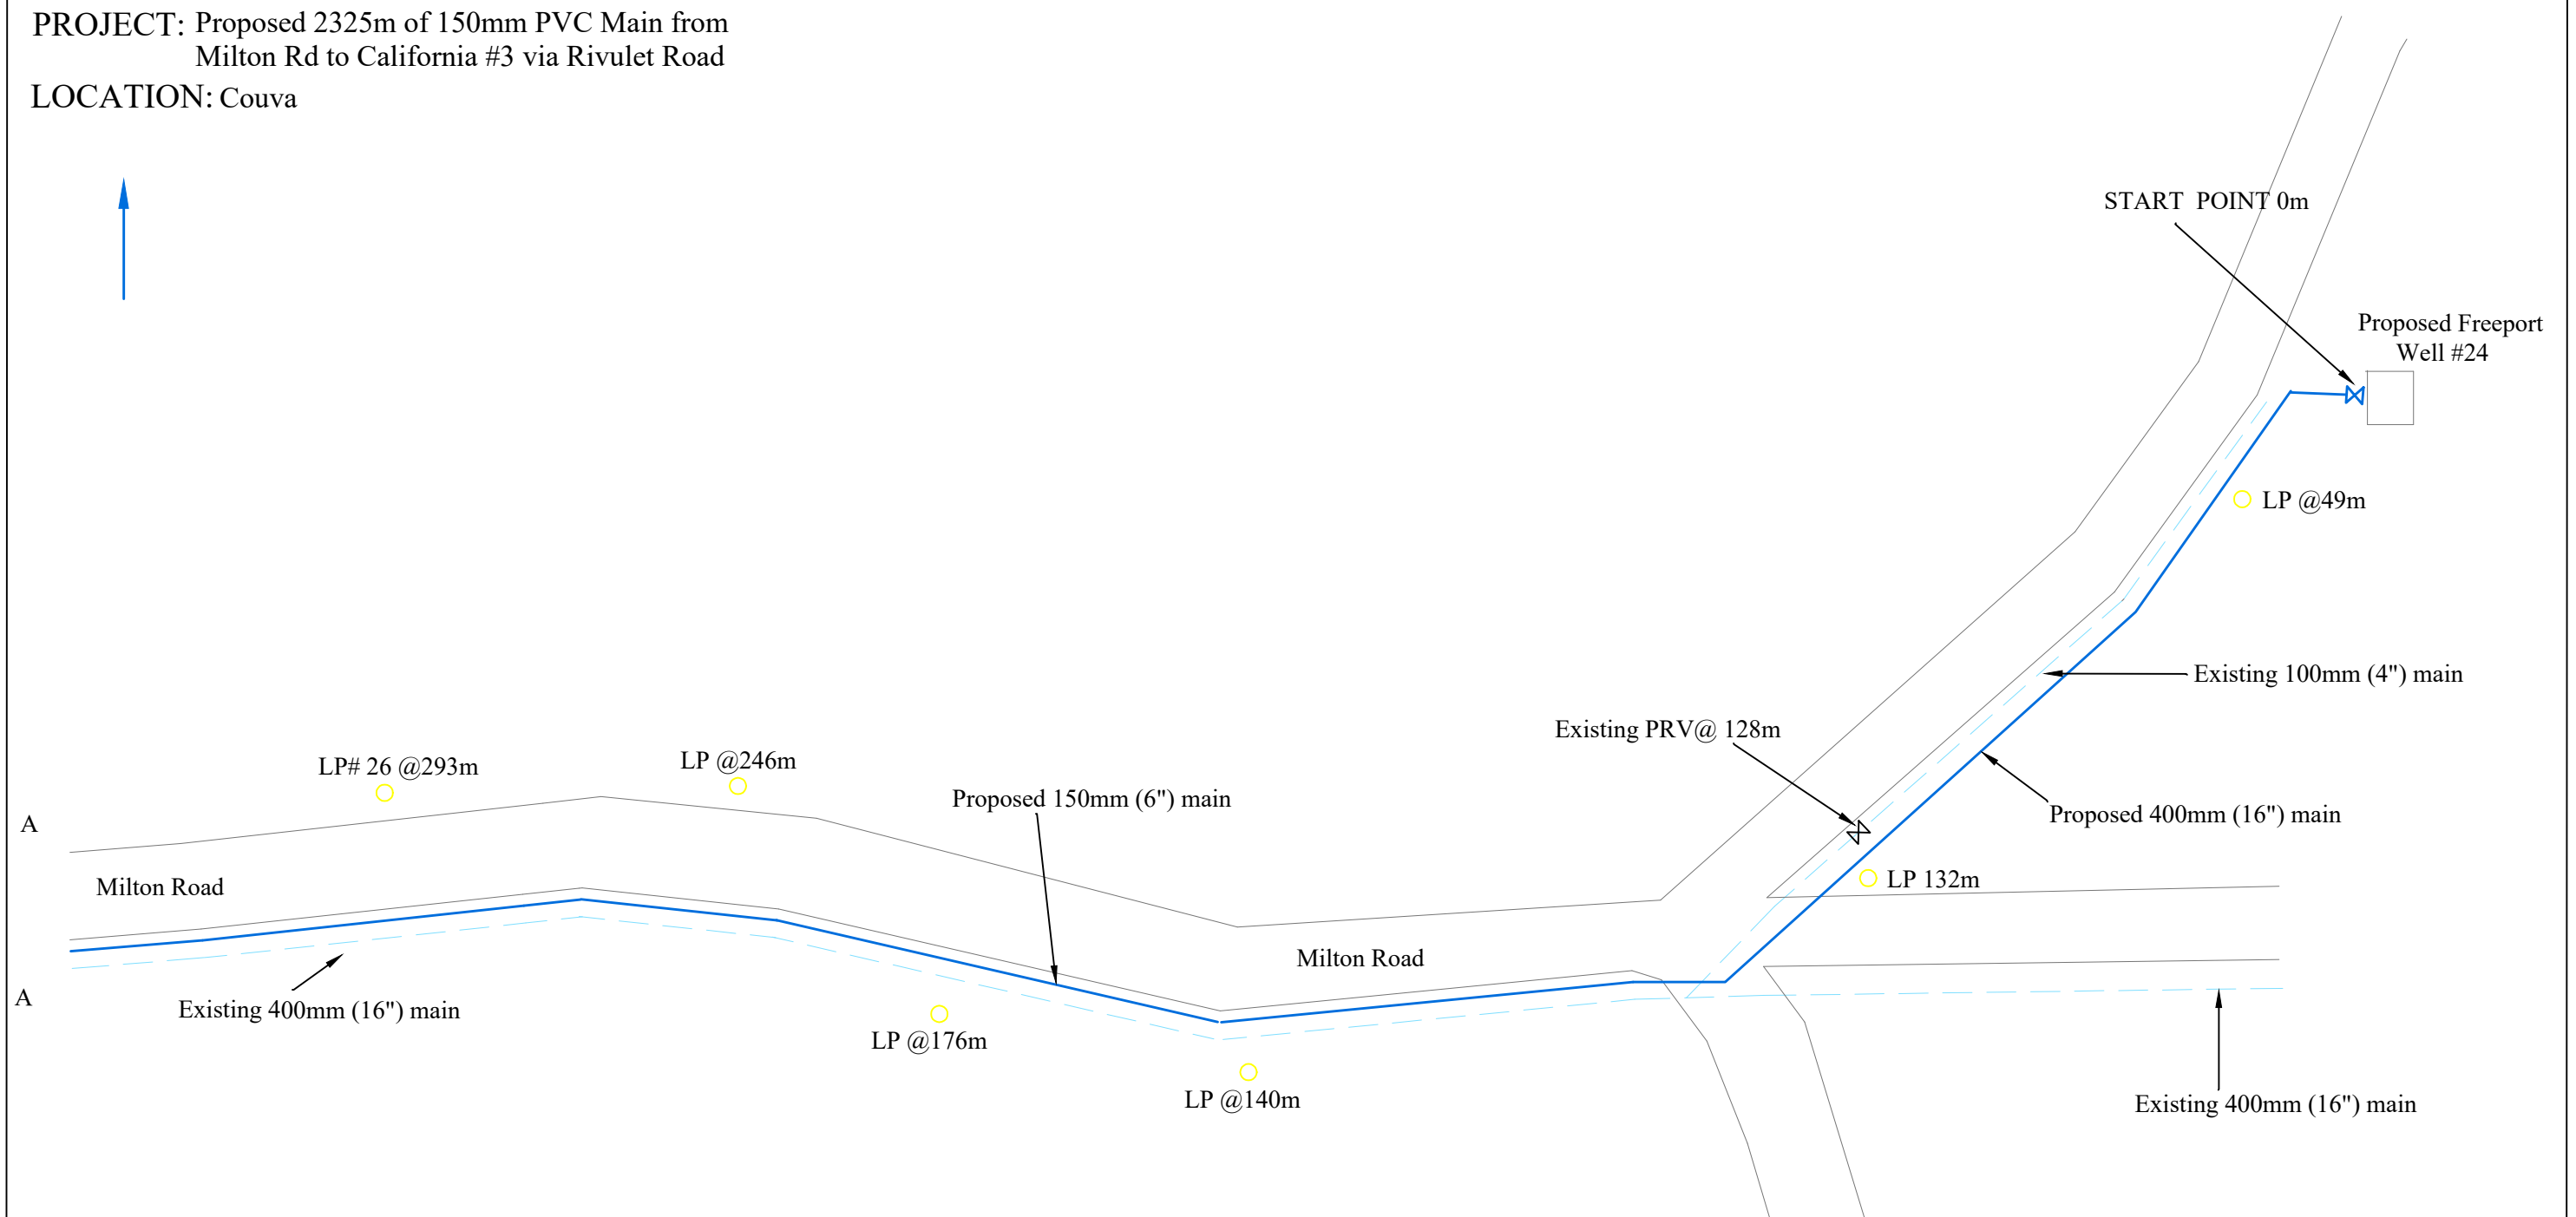 PROJECT: Proposed 2325m of 150mm PVC Main from
Milton Rd to California #3 via Rivulet Road
LOCATION: Couva
START POINT 0m
Proposed Freeport
Well #24
LP @49m
Existing 100mm (4") main
Existing PRV@ 128m
LP# 26 @293m
LP @246m
Proposed 150mm (6") main
Proposed 400mm (16") main
A
LP 132m
Milton Road
Milton Road
A
Existing 400mm (16") main
LP @176m
LP @140m
Existing 400mm (16") main